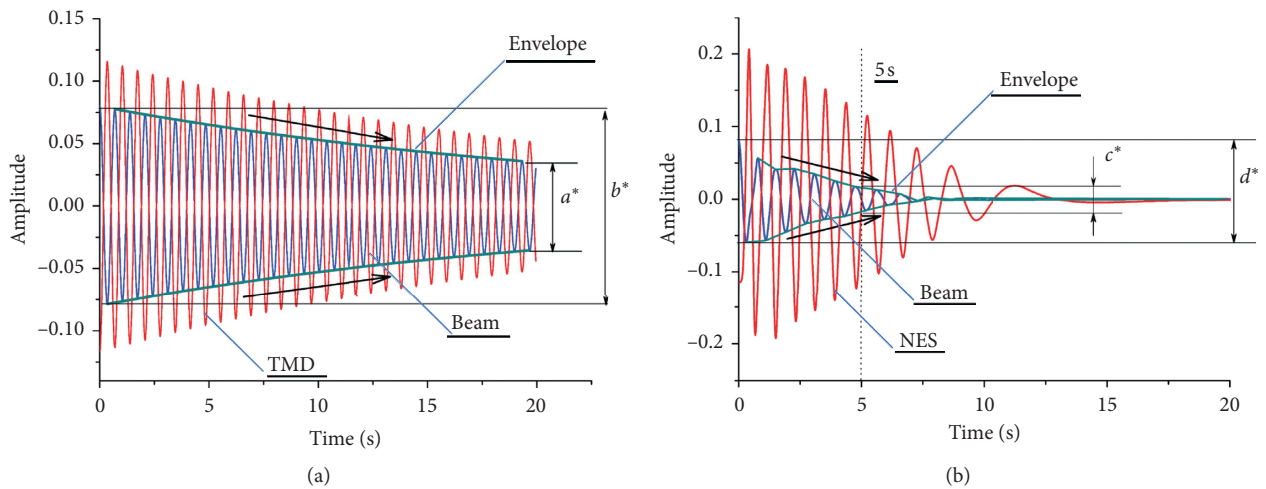 0.15
0.10
0.05
0.00
−0.05
−0.10
Amplitude
0
5
10
15
20
Time (s)
Envelope
a*
b*
Beam
TMD
(a)
0.2
0.1
0.0
−0.1
−0.2
Amplitude
0
5
10
15
20
Time (s)
5 s
Envelope
c*
d*
Beam
NES
(b)